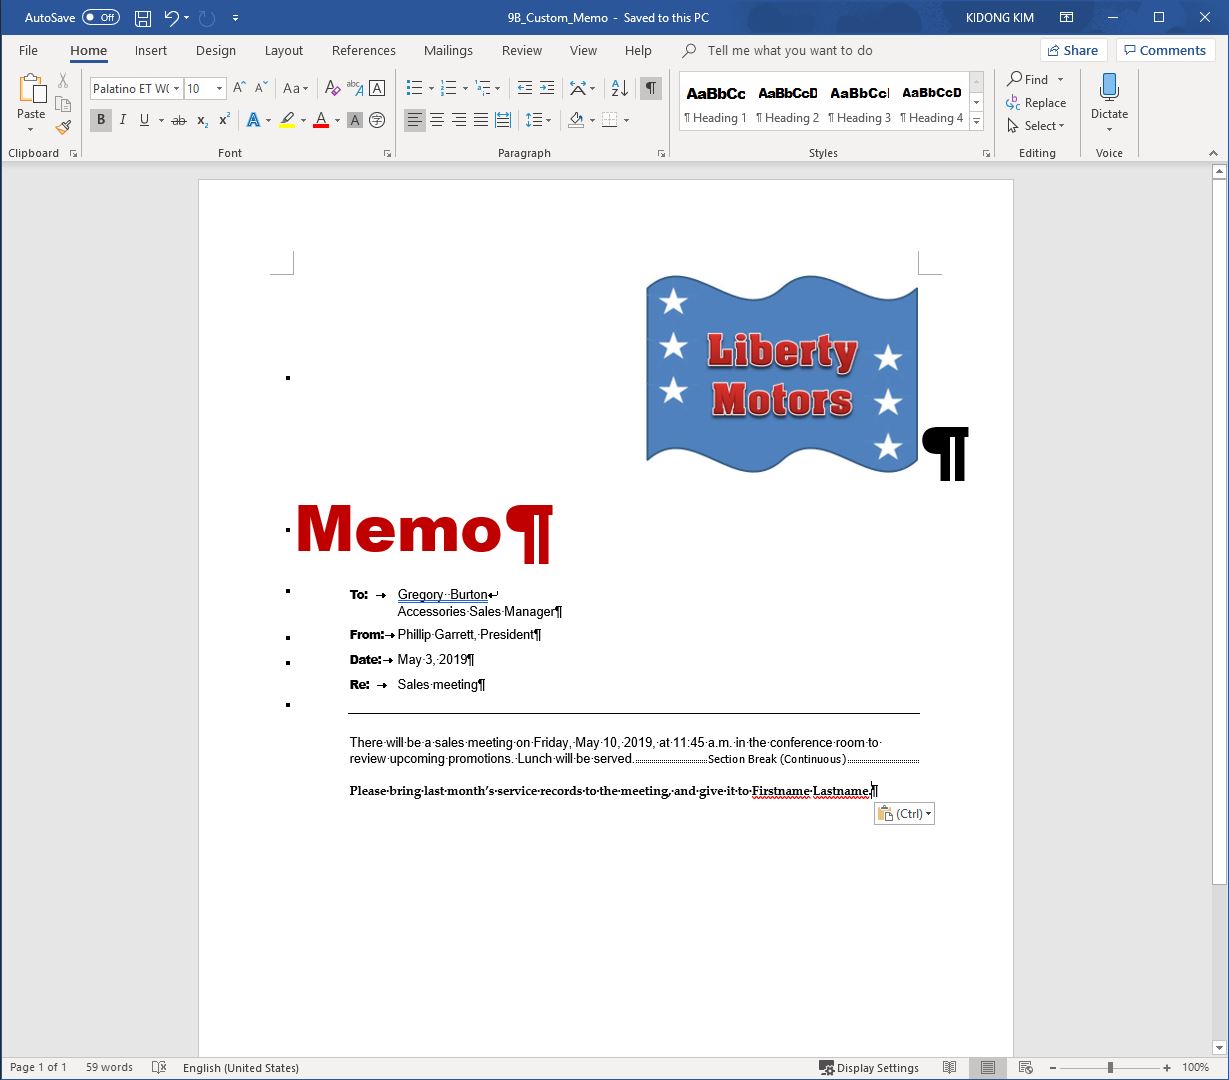 AutoSave Off 9B_Custom_Memo - Saved to this PC KIDONG KIM
File Home Insert Design Layout References Mailings Review View Help Tell me what you want to do Share Comments
Paste
Palatino ET W( 10 A A Aa A abc A
B I U ab x₂ x² A A A 字
A Z ¶
AaBbCc AaBbCcD AaBbCcI AaBbCcD
¶ Heading 1 ¶ Heading 2 ¶ Heading 3 ¶ Heading 4
Find
Replace
Select
Dictate
Clipboard Font Paragraph Styles Editing Voice
Liberty
Motors
¶
Memo¶
To: → Gregory··Burton↵
Accessories·Sales·Manager¶
From:→Phillip·Garrett,·President¶
Date:→May·3,·2019¶
Re: → Sales·meeting¶
There·will·be·a·sales·meeting·on·Friday,·May·10,·2019,·at·11:45·a.m.·in·the·conference·room·to·
review·upcoming·promotions.·Lunch·will·be·served. Section Break (Continuous)
Please·bring·last·month’s·service·records·to·the·meeting,·and·give·it·to·Firstname·Lastname.¶
(Ctrl)
Page 1 of 1 59 words English (United States) Display Settings 100%